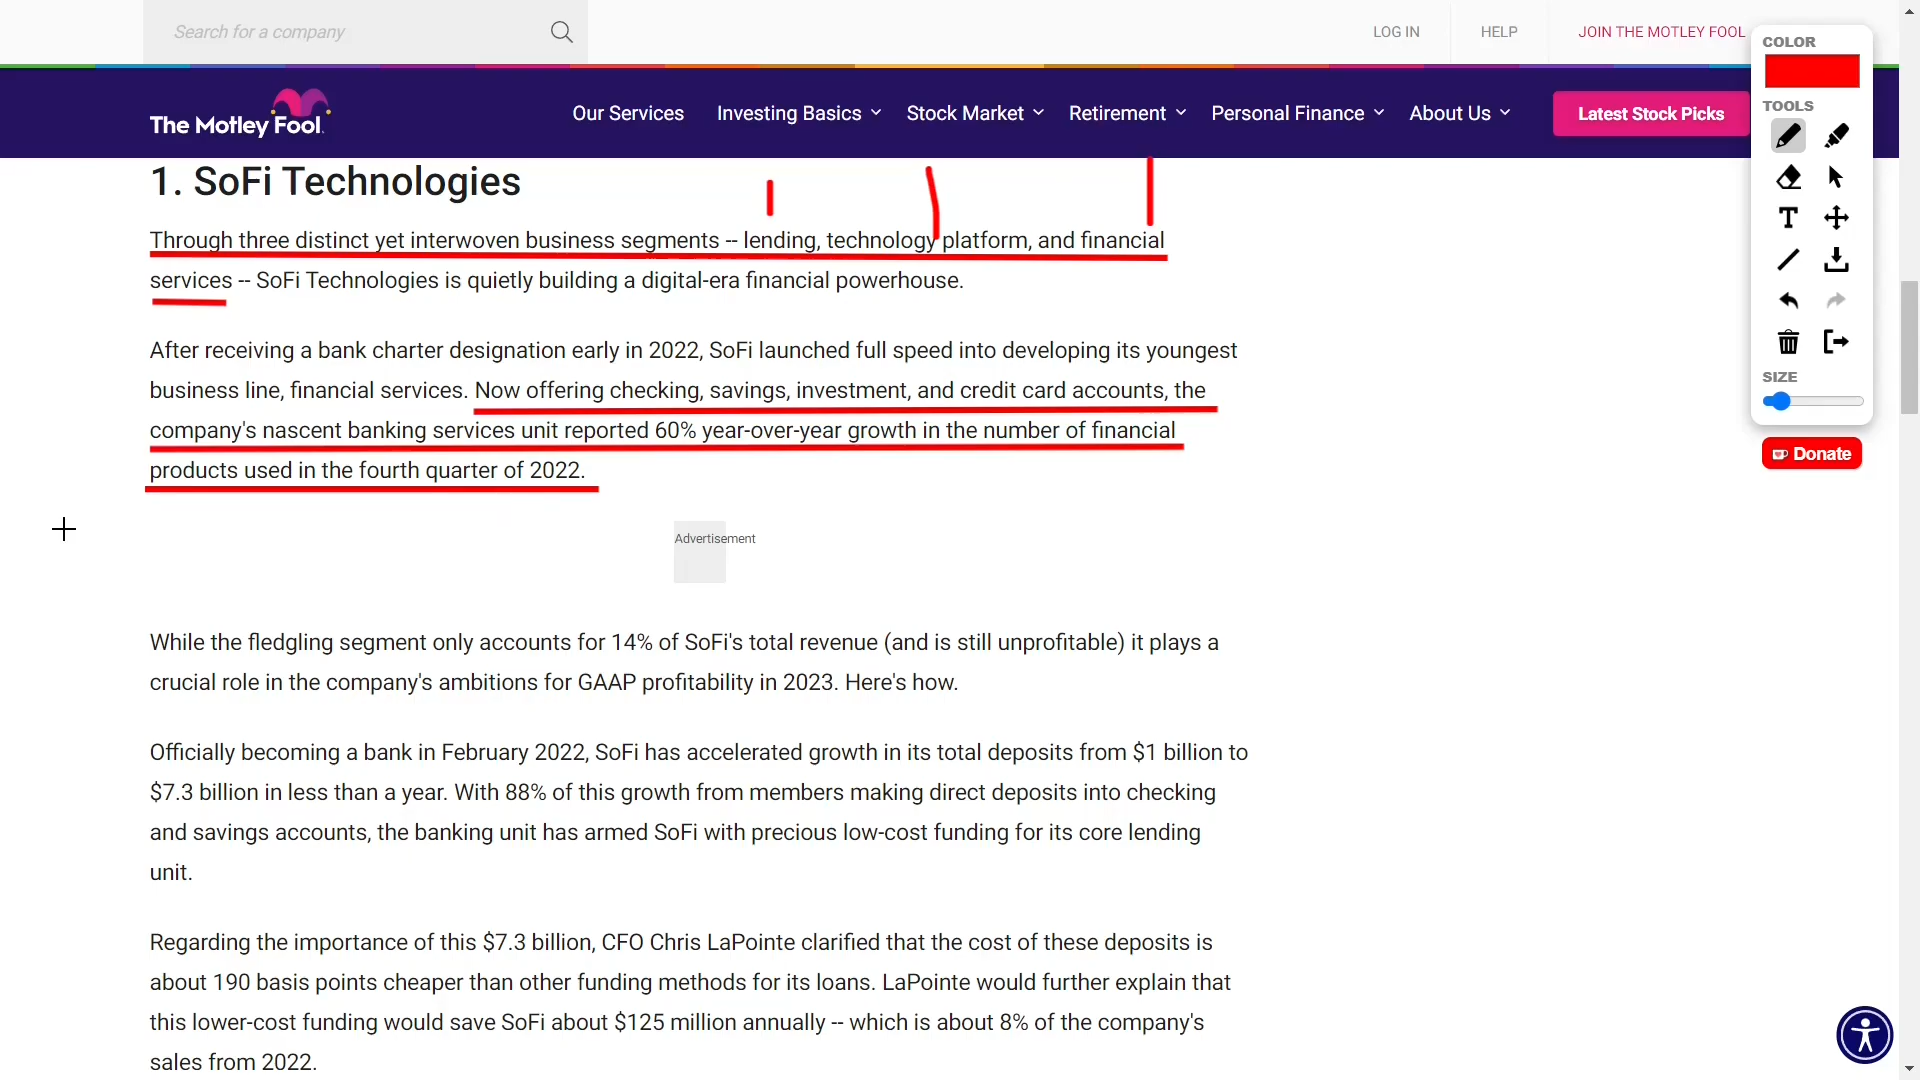 Search for a company
LOG IN
HELP
JOIN THE MOTLEY FOOL
The Motley Fool.
Our Services
Investing Basics
Stock Market
Retirement
Personal Finance
About Us
Latest Stock Picks
COLOR
TOOLS
T
SIZE
Donate
1. SoFi Technologies
Through three distinct yet interwoven business segments -- lending, technology platform, and financial
services -- SoFi Technologies is quietly building a digital-era financial powerhouse.
After receiving a bank charter designation early in 2022, SoFi launched full speed into developing its youngest
business line, financial services. Now offering checking, savings, investment, and credit card accounts, the
company's nascent banking services unit reported 60% year-over-year growth in the number of financial
products used in the fourth quarter of 2022.
Advertisement
While the fledgling segment only accounts for 14% of SoFi's total revenue (and is still unprofitable) it plays a
crucial role in the company's ambitions for GAAP profitability in 2023. Here's how.
Officially becoming a bank in February 2022, SoFi has accelerated growth in its total deposits from $1 billion to
$7.3 billion in less than a year. With 88% of this growth from members making direct deposits into checking
and savings accounts, the banking unit has armed SoFi with precious low-cost funding for its core lending
unit.
Regarding the importance of this $7.3 billion, CFO Chris LaPointe clarified that the cost of these deposits is
about 190 basis points cheaper than other funding methods for its loans. LaPointe would further explain that
this lower-cost funding would save SoFi about $125 million annually -- which is about 8% of the company's
sales from 2022.